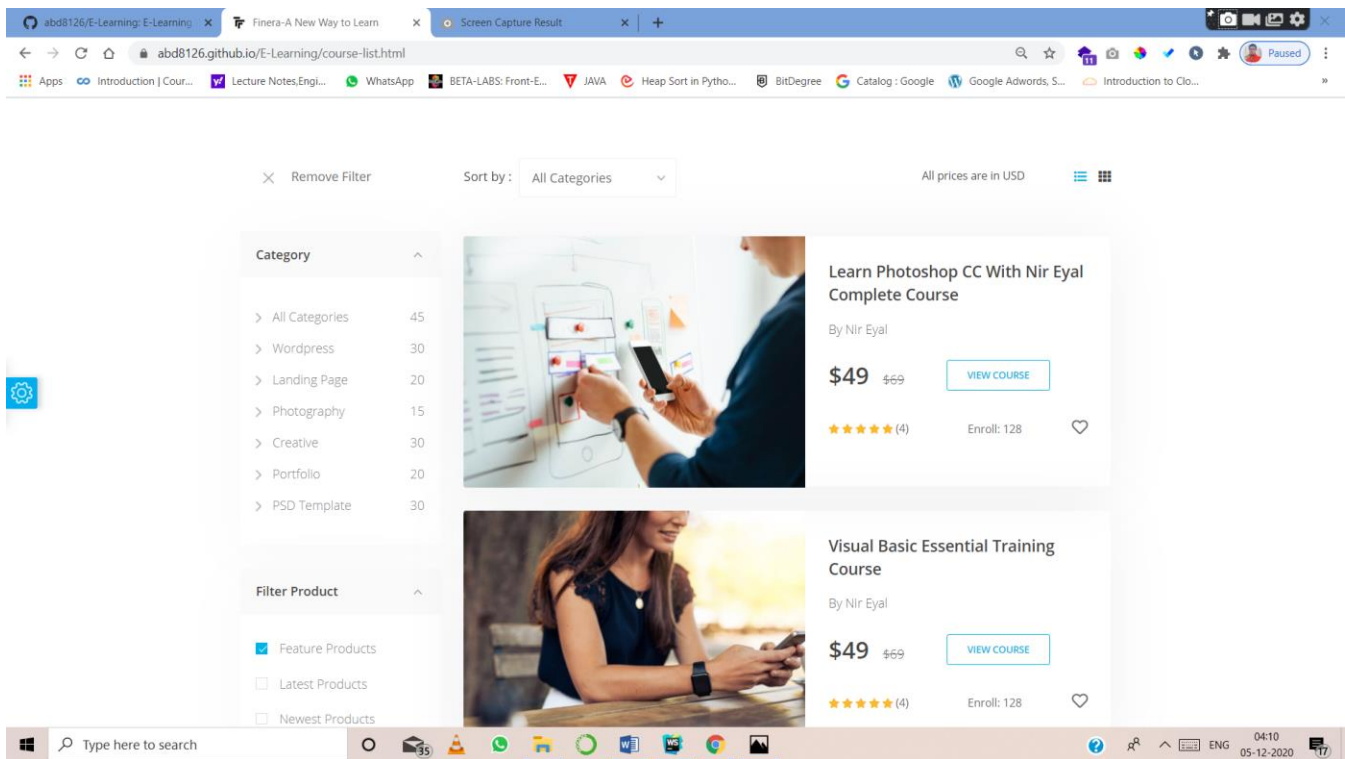 abd8126/E-Learning: E-Learning
Finera-A New Way to Learn
Screen Capture Result
abd8126.github.io/E-Learning/course-list.html
11
Paused
Apps
Introduction | Cour...
Lecture Notes,Engi...
WhatsApp
BETA-LABS: Front-E...
JAVA
Heap Sort in Pytho...
BitDegree
Catalog : Google
Google Adwords, S...
Introduction to Clo...
»
Remove Filter
Sort by :
All Categories
All prices are in USD
Category
All Categories 45
Wordpress 30
Landing Page 20
Photography 15
Creative 30
Portfolio 20
PSD Template 30
Filter Product
Feature Products
Latest Products
Newest Products
Learn Photoshop CC With Nir Eyal
Complete Course
By Nir Eyal
$49 $69 VIEW COURSE
(4) Enroll: 128
Visual Basic Essential Training
Course
By Nir Eyal
$49 $69 VIEW COURSE
(4) Enroll: 128
Type here to search
35
W
WS
ENG
04:10
05-12-2020
17